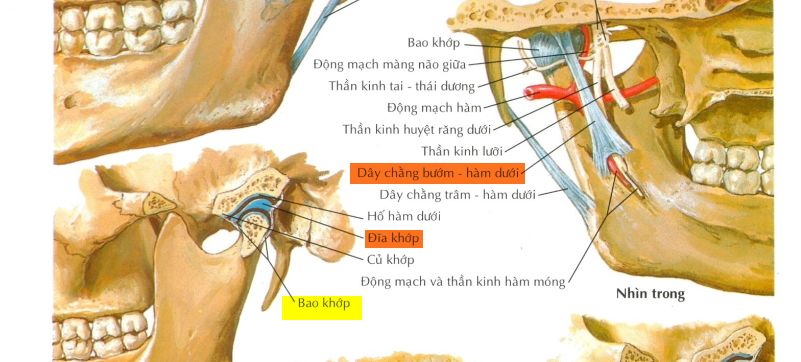 Bao khớp
Động mạch màng não giữa
Thần kinh tai - thái dương
Động mạch hàm
Thần kinh huyệt răng dưới
Thần kinh lưỡi
Dây chằng bướm - hàm dưới
Dây chằng trâm - hàm dưới
Hố hàm dưới
Đĩa khớp
Củ khớp
Động mạch và thần kinh hàm móng
Bao khớp
Nhìn trong